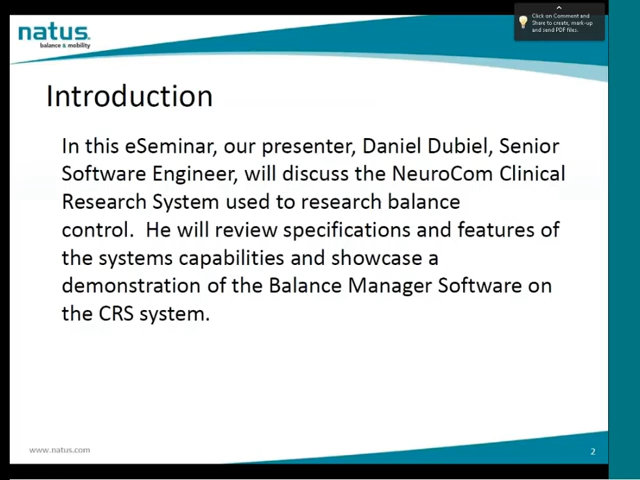 natus.
balance & mobility
Click on Comment and
Share to create, mark-up
and send PDF files.
Introduction
In this eSeminar, our presenter, Daniel Dubiel, Senior
Software Engineer, will discuss the NeuroCom Clinical
Research System used to research balance
control.  He will review specifications and features of
the systems capabilities and showcase a
demonstration of the Balance Manager Software on
the CRS system.
www.natus.com
2